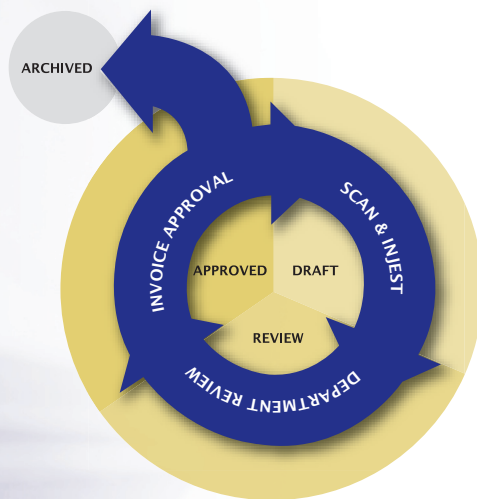 ARCHIVED
INVOICE APPROVAL
SCAN & INJEST
APPROVED
DRAFT
REVIEW
DEPARTMENT REVIEW